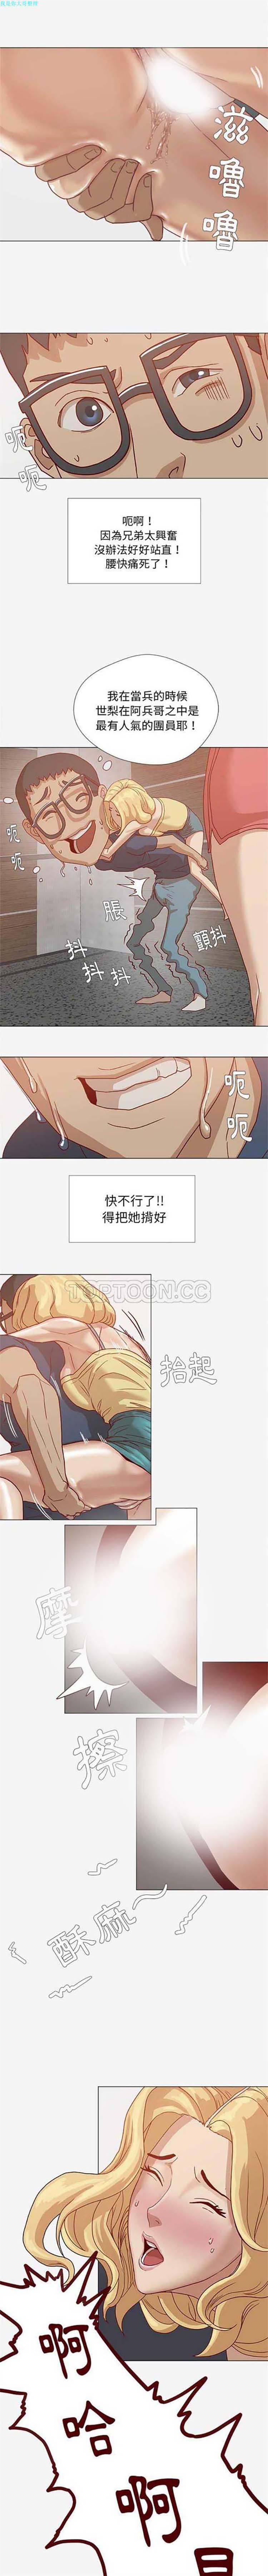 滋
嚕
嚕
呃
呃
呃啊！
因為兄弟太興奮
沒辦法好好站直！
腰快痛死了！
我在當兵的時候
世梨在阿兵哥之中是
最有人氣的團員耶！
呃
呃
脹
抖
抖
抖
顫抖
呃
呃
快不行了!!
得把她揹好
TOPTOON.CC
抬起
摩
擦
酥麻～
啊
哈
啊